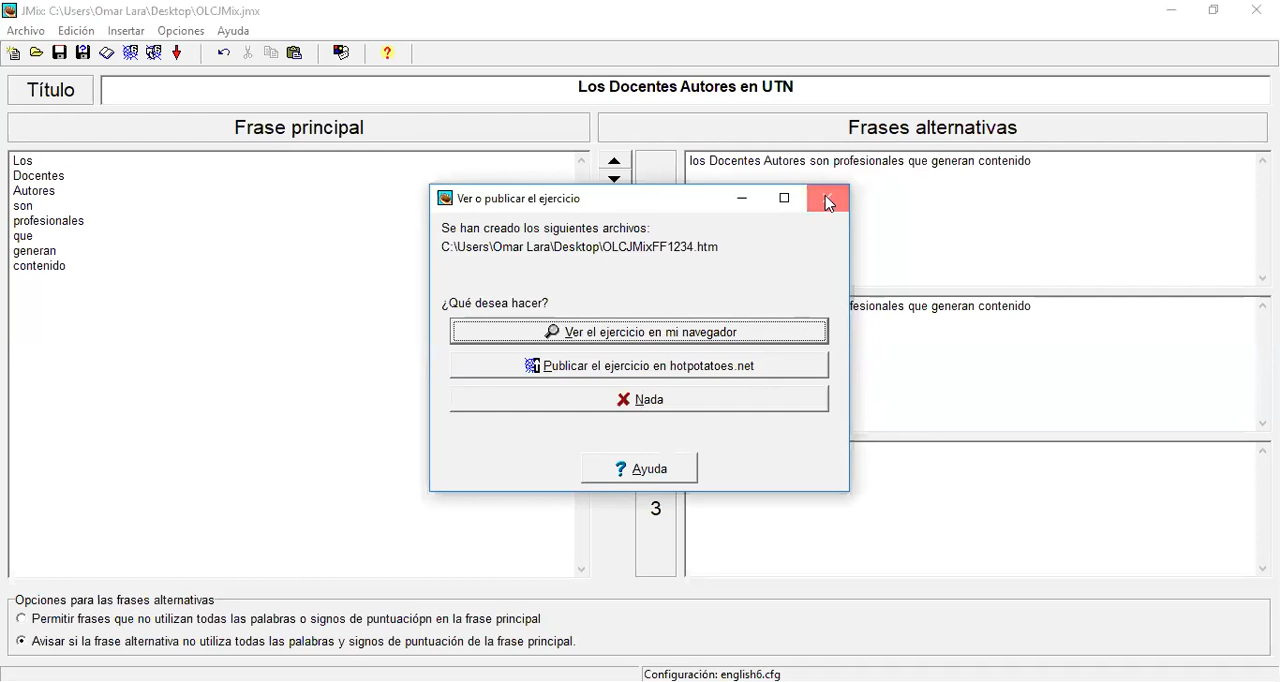 JMix: C:\Users\Omar Lara\Desktop\OLCJMix.jmx
Archivo Edición Insertar Opciones Ayuda
Título
Los Docentes Autores en UTN
Frase principal
Frases alternativas
Los
Docentes
Autores
son
profesionales
que
generan
contenido
los Docentes Autores son profesionales que generan contenido
fesionales que generan contenido
3
Ver o publicar el ejercicio
Se han creado los siguientes archivos:
C:\Users\Omar Lara\Desktop\OLCJMixFF1234.htm
¿Qué desea hacer?
Ver el ejercicio en mi navegador
Publicar el ejercicio en hotpotatoes.net
Nada
? Ayuda
Opciones para las frases alternativas
Permitir frases que no utilizan todas las palabras o signos de puntuaciópn en la frase principal
Avisar si la frase alternativa no utiliza todas las palabras y signos de puntuación de la frase principal.
Configuración: english6.cfg